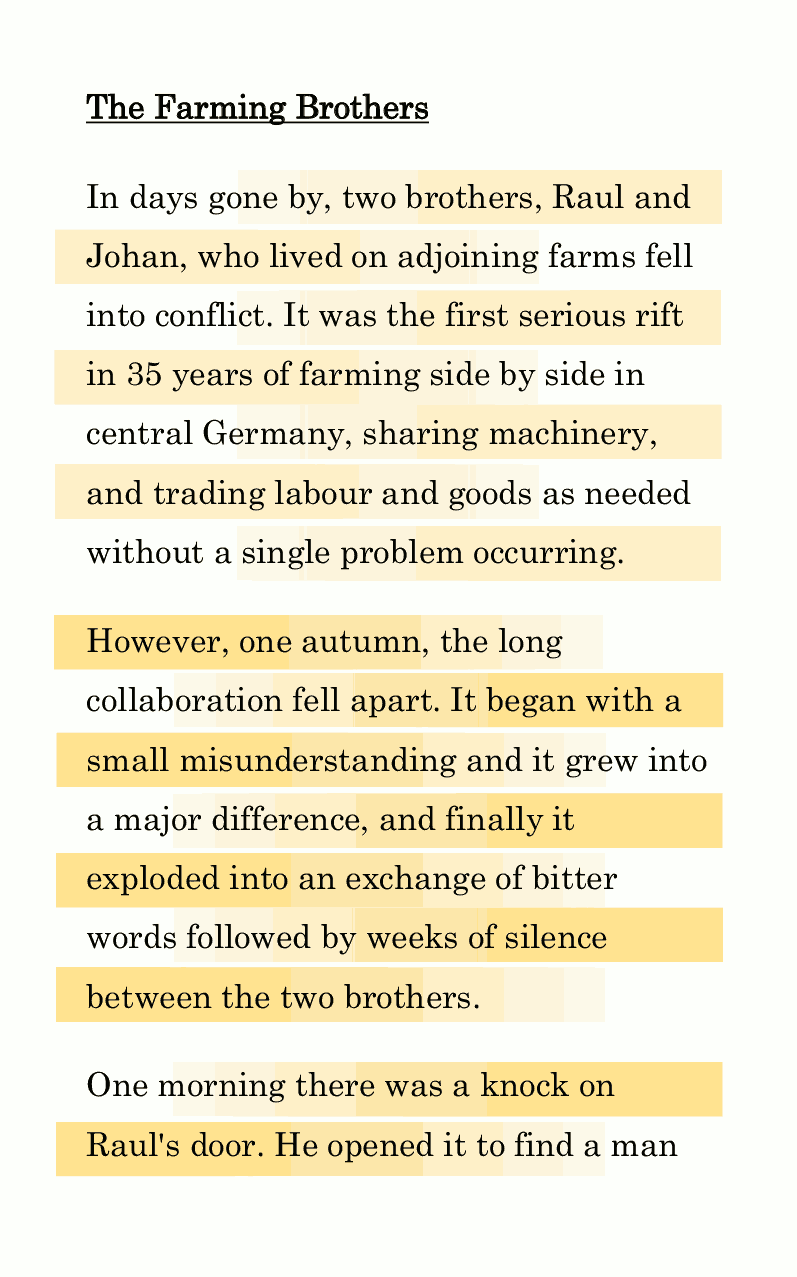 The Farming Brothers
In days gone by, two brothers, Raul and
Johan, who lived on adjoining farms fell
into conflict. It was the first serious rift
in 35 years of farming side by side in
central Germany, sharing machinery,
and trading labour and goods as needed
without a single problem occurring.
However, one autumn, the long
collaboration fell apart. It began with a
small misunderstanding and it grew into
a major difference, and finally it
exploded into an exchange of bitter
words followed by weeks of silence
between the two brothers.
One morning there was a knock on
Raul's door. He opened it to find a man